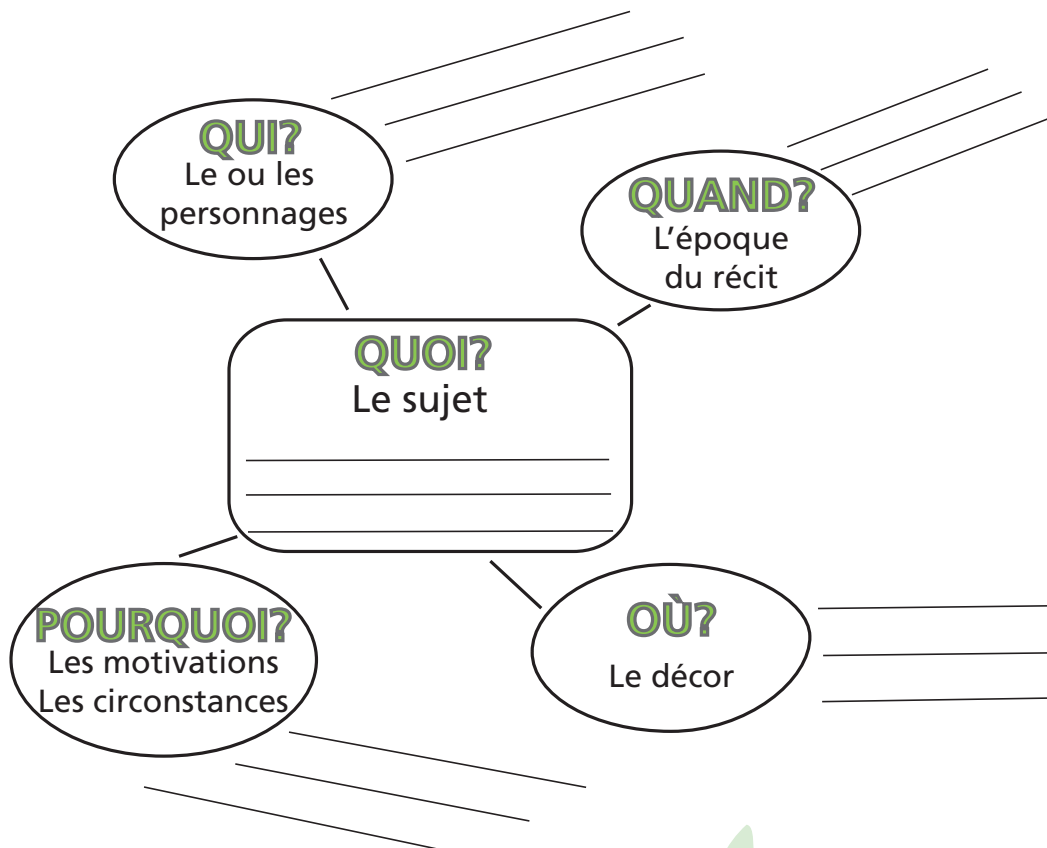 QUI?
Le ou les
personnages
QUAND?
L'époque
du récit
QUOI?
Le sujet
POURQUOI?
Les motivations
Les circonstances
OÙ?
Le décor